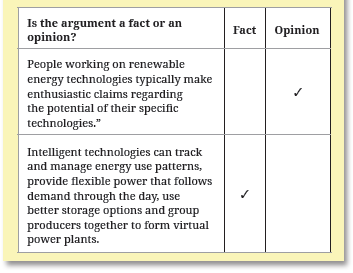 Is the argument a fact or an
opinion?
Fact
Opinion
People working on renewable
energy technologies typically make
enthusiastic claims regarding
the potential of their specific
technologies.”
✓
Intelligent technologies can track
and manage energy use patterns,
provide flexible power that follows
demand through the day, use
better storage options and group
producers together to form virtual
power plants.
✓